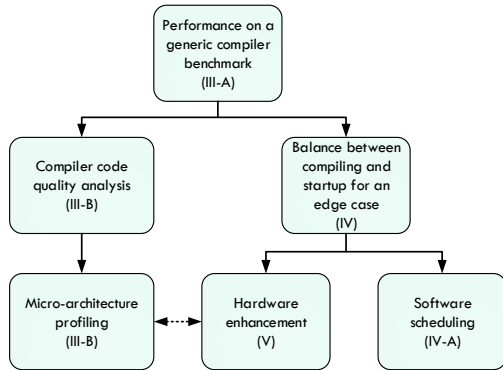 Performance on a
generic compiler
benchmark
(III-A)
Compiler code
quality analysis
(III-B)
Balance between
compiling and
startup for an
edge case
(IV)
Micro-architecture
profiling
(III-B)
Hardware
enhancement
(V)
Software
scheduling
(IV-A)